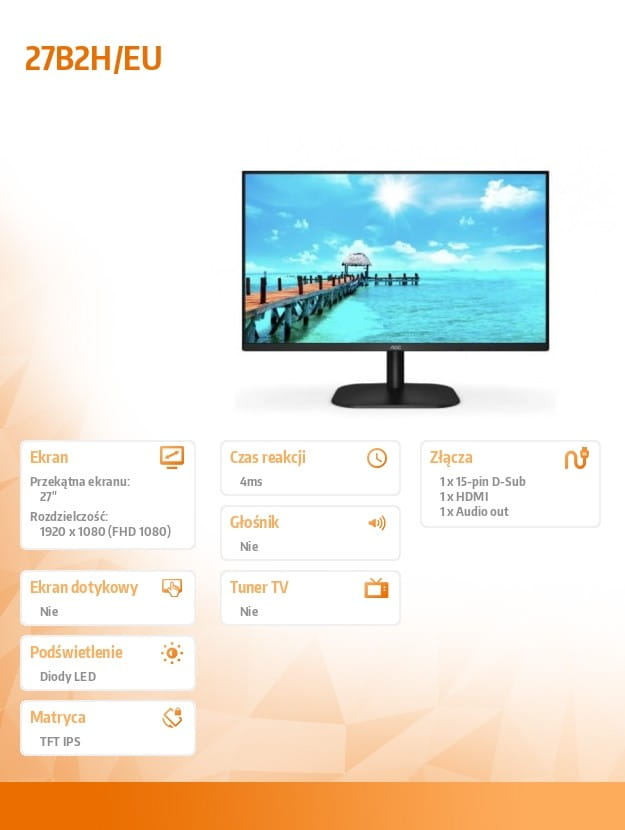 27B2H/EU
AOC
Ekran
Przekątna ekranu:
27"
Rozdzielczość:
1920 x 1080 (FHD 1080)
Czas reakcji
4ms
Złącza
1 x 15-pin D-Sub
1 x HDMI
1 x Audio out
Głośnik
Nie
Ekran dotykowy
Nie
Tuner TV
Nie
Podświetlenie
Diody LED
Matryca
TFT IPS